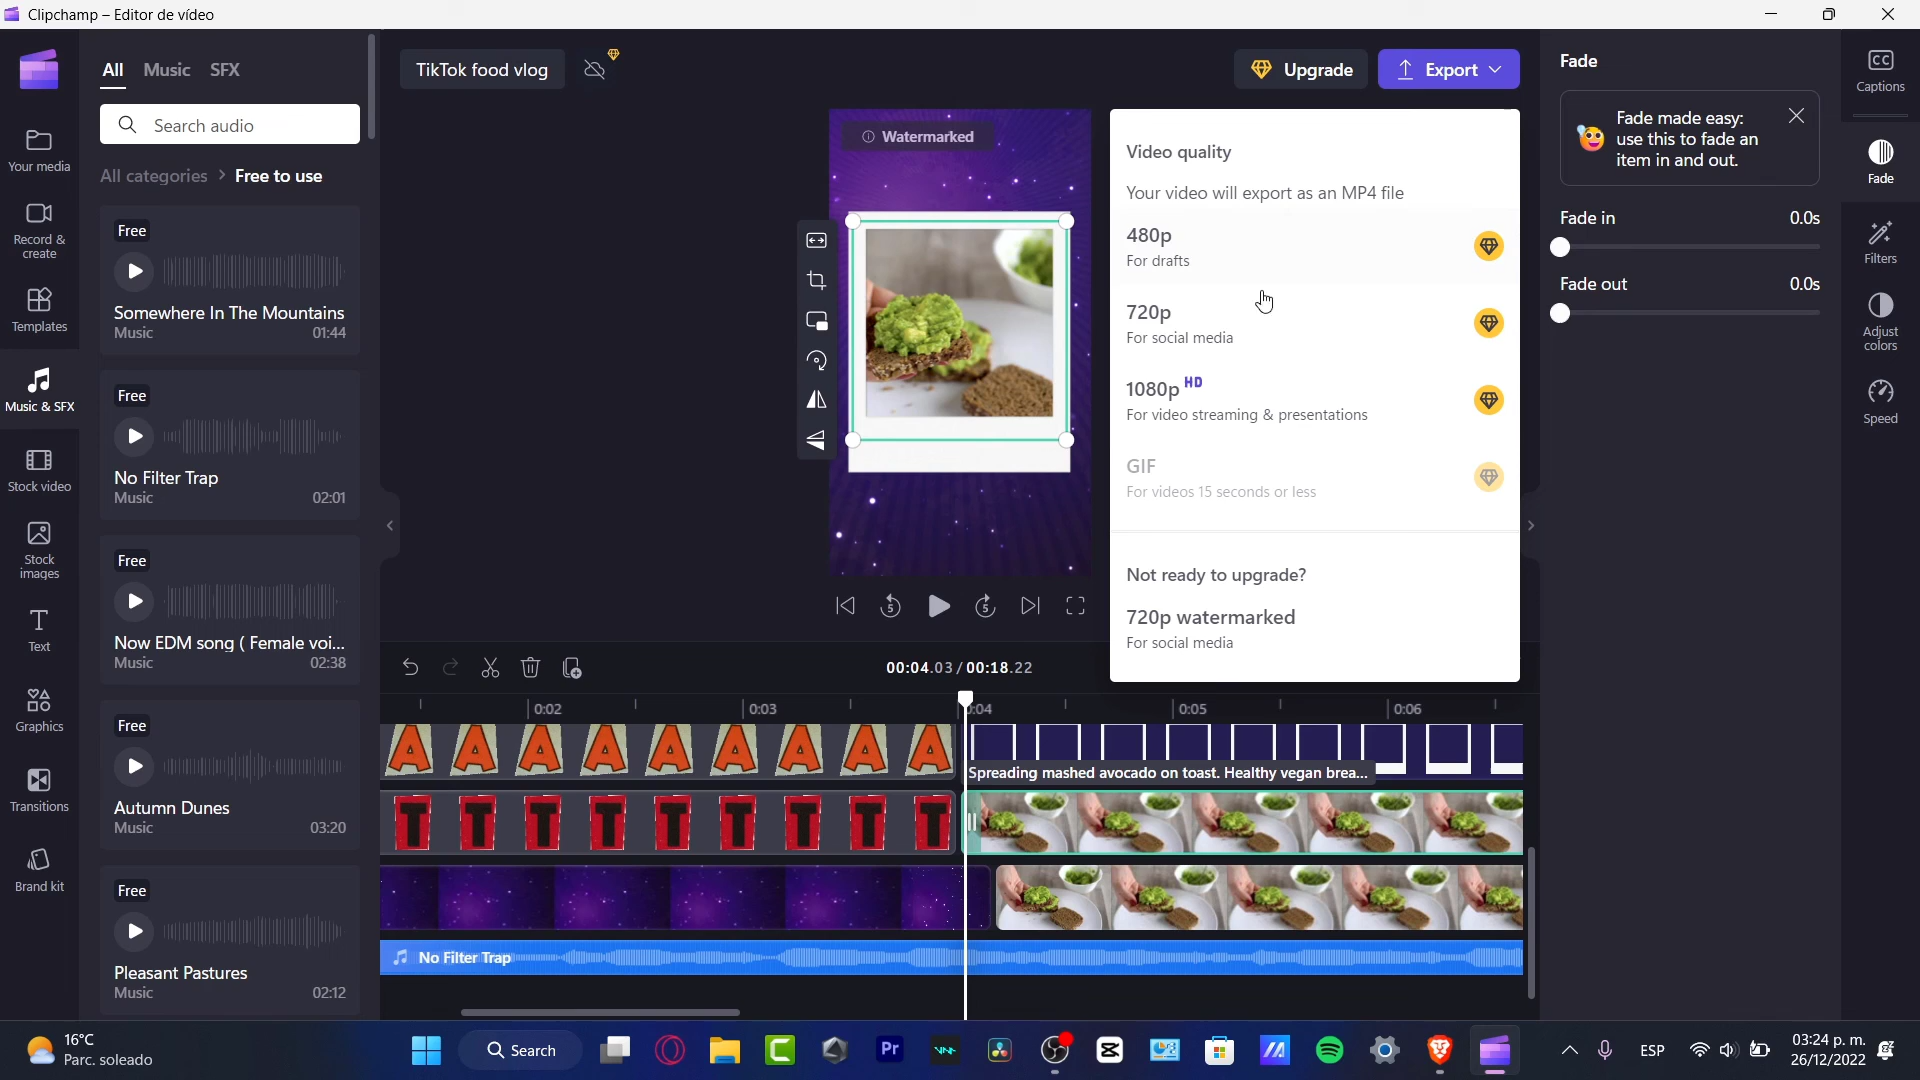 Clipchamp – Editor de vídeo
All Music SFX
Search audio
All categories > Free to use
Your media
Record &
create
Templates
Music & SFX
Stock video
Stock
images
Text
Graphics
Transitions
Brand kit
Free
Somewhere In The Mountains
Music 01:44
Free
No Filter Trap
Music 02:01
Free
Now EDM song ( Female voi...
Music 02:38
Free
Autumn Dunes
Music 03:20
Free
Pleasant Pastures
Music 02:12
TikTok food vlog
Upgrade
Export
Watermarked
Video quality
Your video will export as an MP4 file
480p
For drafts
720p
For social media
1080p HD
For video streaming & presentations
GIF
For videos 15 seconds or less
Not ready to upgrade?
720p watermarked
For social media
5
5
00:04.03 / 00:18.22
0:02 0:03 0:04 0:05 0:06
A A A A A A A A A
Spreading mashed avocado on toast. Healthy vegan brea...
T T T T T T T T T
No Filter Trap
Fade
Fade made easy:
use this to fade an
item in and out.
Fade in 0.0s
Fade out 0.0s
CC
Captions
Fade
Filters
Adjust
colors
Speed
16°C
Parc. soleado
Search
Pr
ESP
03:24 p. m.
26/12/2022